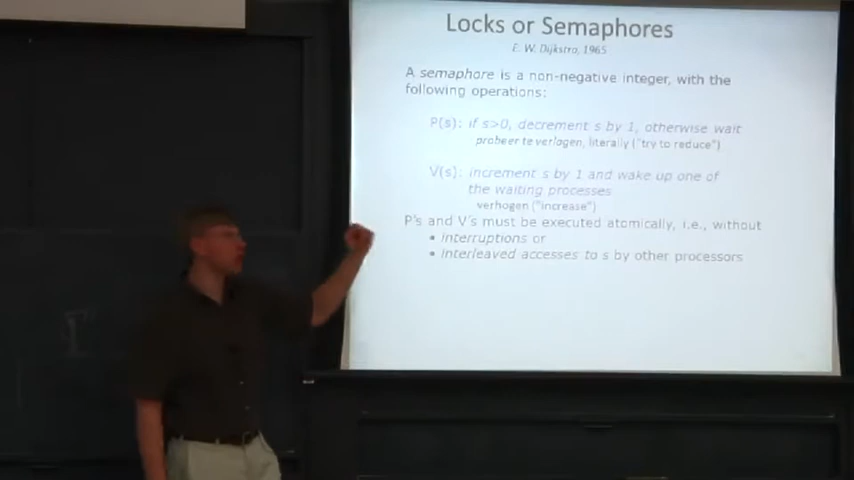 Locks or Semaphores
E. W. Dijkstra, 1965
A semaphore is a non-negative integer, with the
following operations:
P(s): if s>0, decrement s by 1, otherwise wait
probeer te verlagen, literally ("try to reduce")
V(s): increment s by 1 and wake up one of
the waiting processes
verhogen ("increase")
P's and V's must be executed atomically, i.e., without
• interruptions or
• interleaved accesses to s by other processors